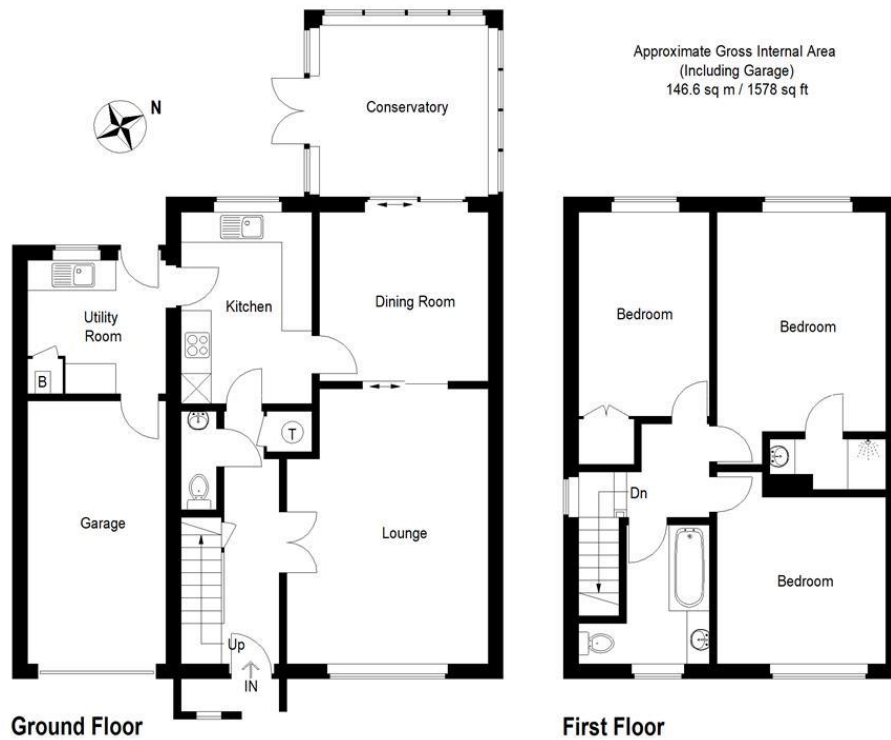 Approximate Gross Internal Area
(Including Garage)
146.6 sq m / 1578 sq ft
N
Conservatory
Kitchen
Dining Room
Utility
Room
B
T
Garage
Lounge
Up
IN
Ground Floor
Bedroom
Bedroom
Dn
Bedroom
First Floor